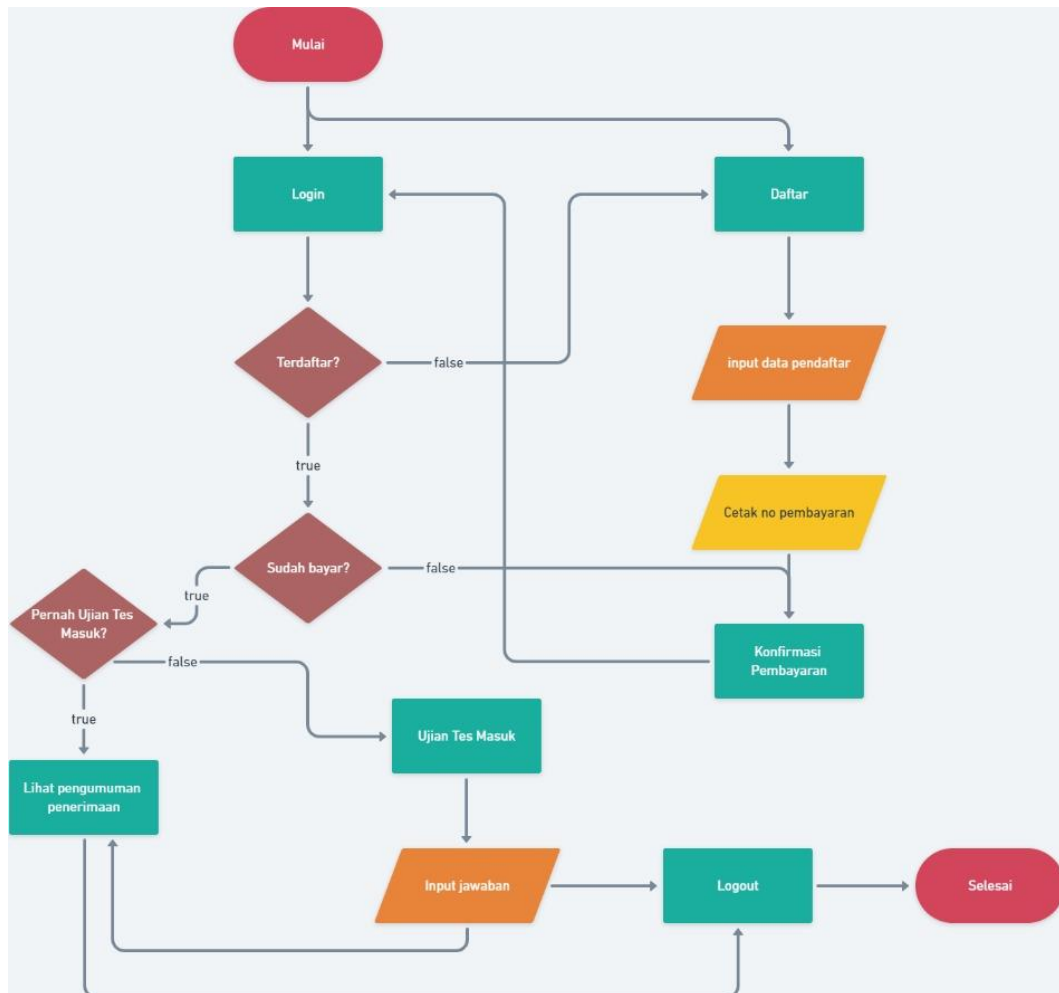 Mulai
Login
Daftar
Terdaftar?
false
input data pendaftar
true
Cetak no pembayaran
Sudah bayar?
false
true
Pernah Ujian Tes
Masuk?
Konfirmasi
Pembayaran
false
true
Ujian Tes Masuk
Lihat pengumuman
penerimaan
Input jawaban
Logout
Selesai